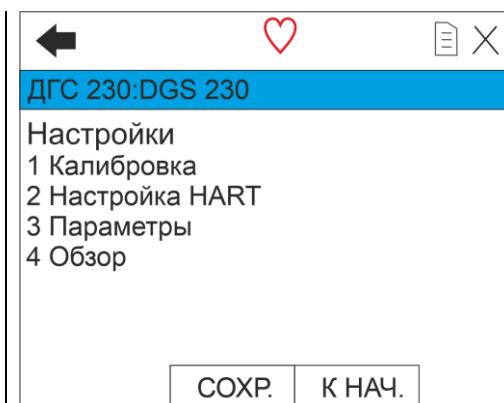 ДГС 230:DGS 230
Настройки
1 Калибровка
2 Настройка HART
3 Параметры
4 Обзор
СОХР. К НАЧ.